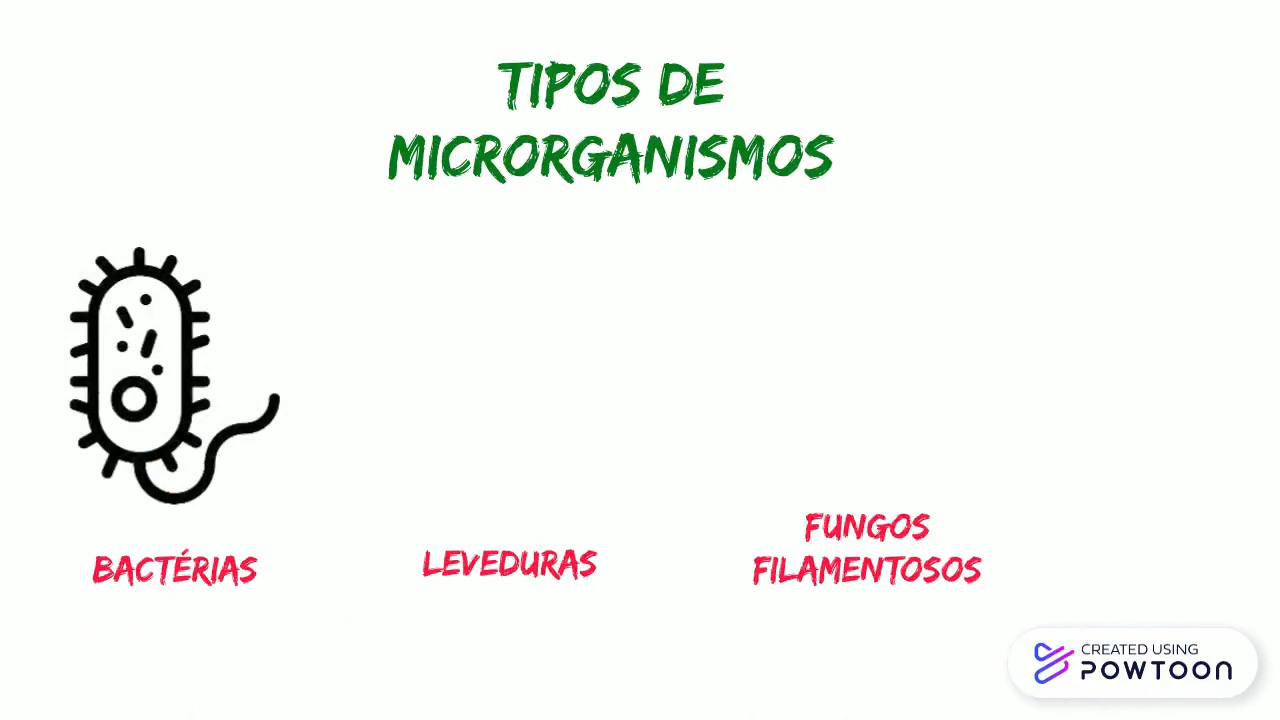 TIPOS DE
MICRORGANISMOS
BACTÉRIAS
LEVEDURAS
FUNGOS
FILAMENTOSOS
CREATED USING
POWTOON